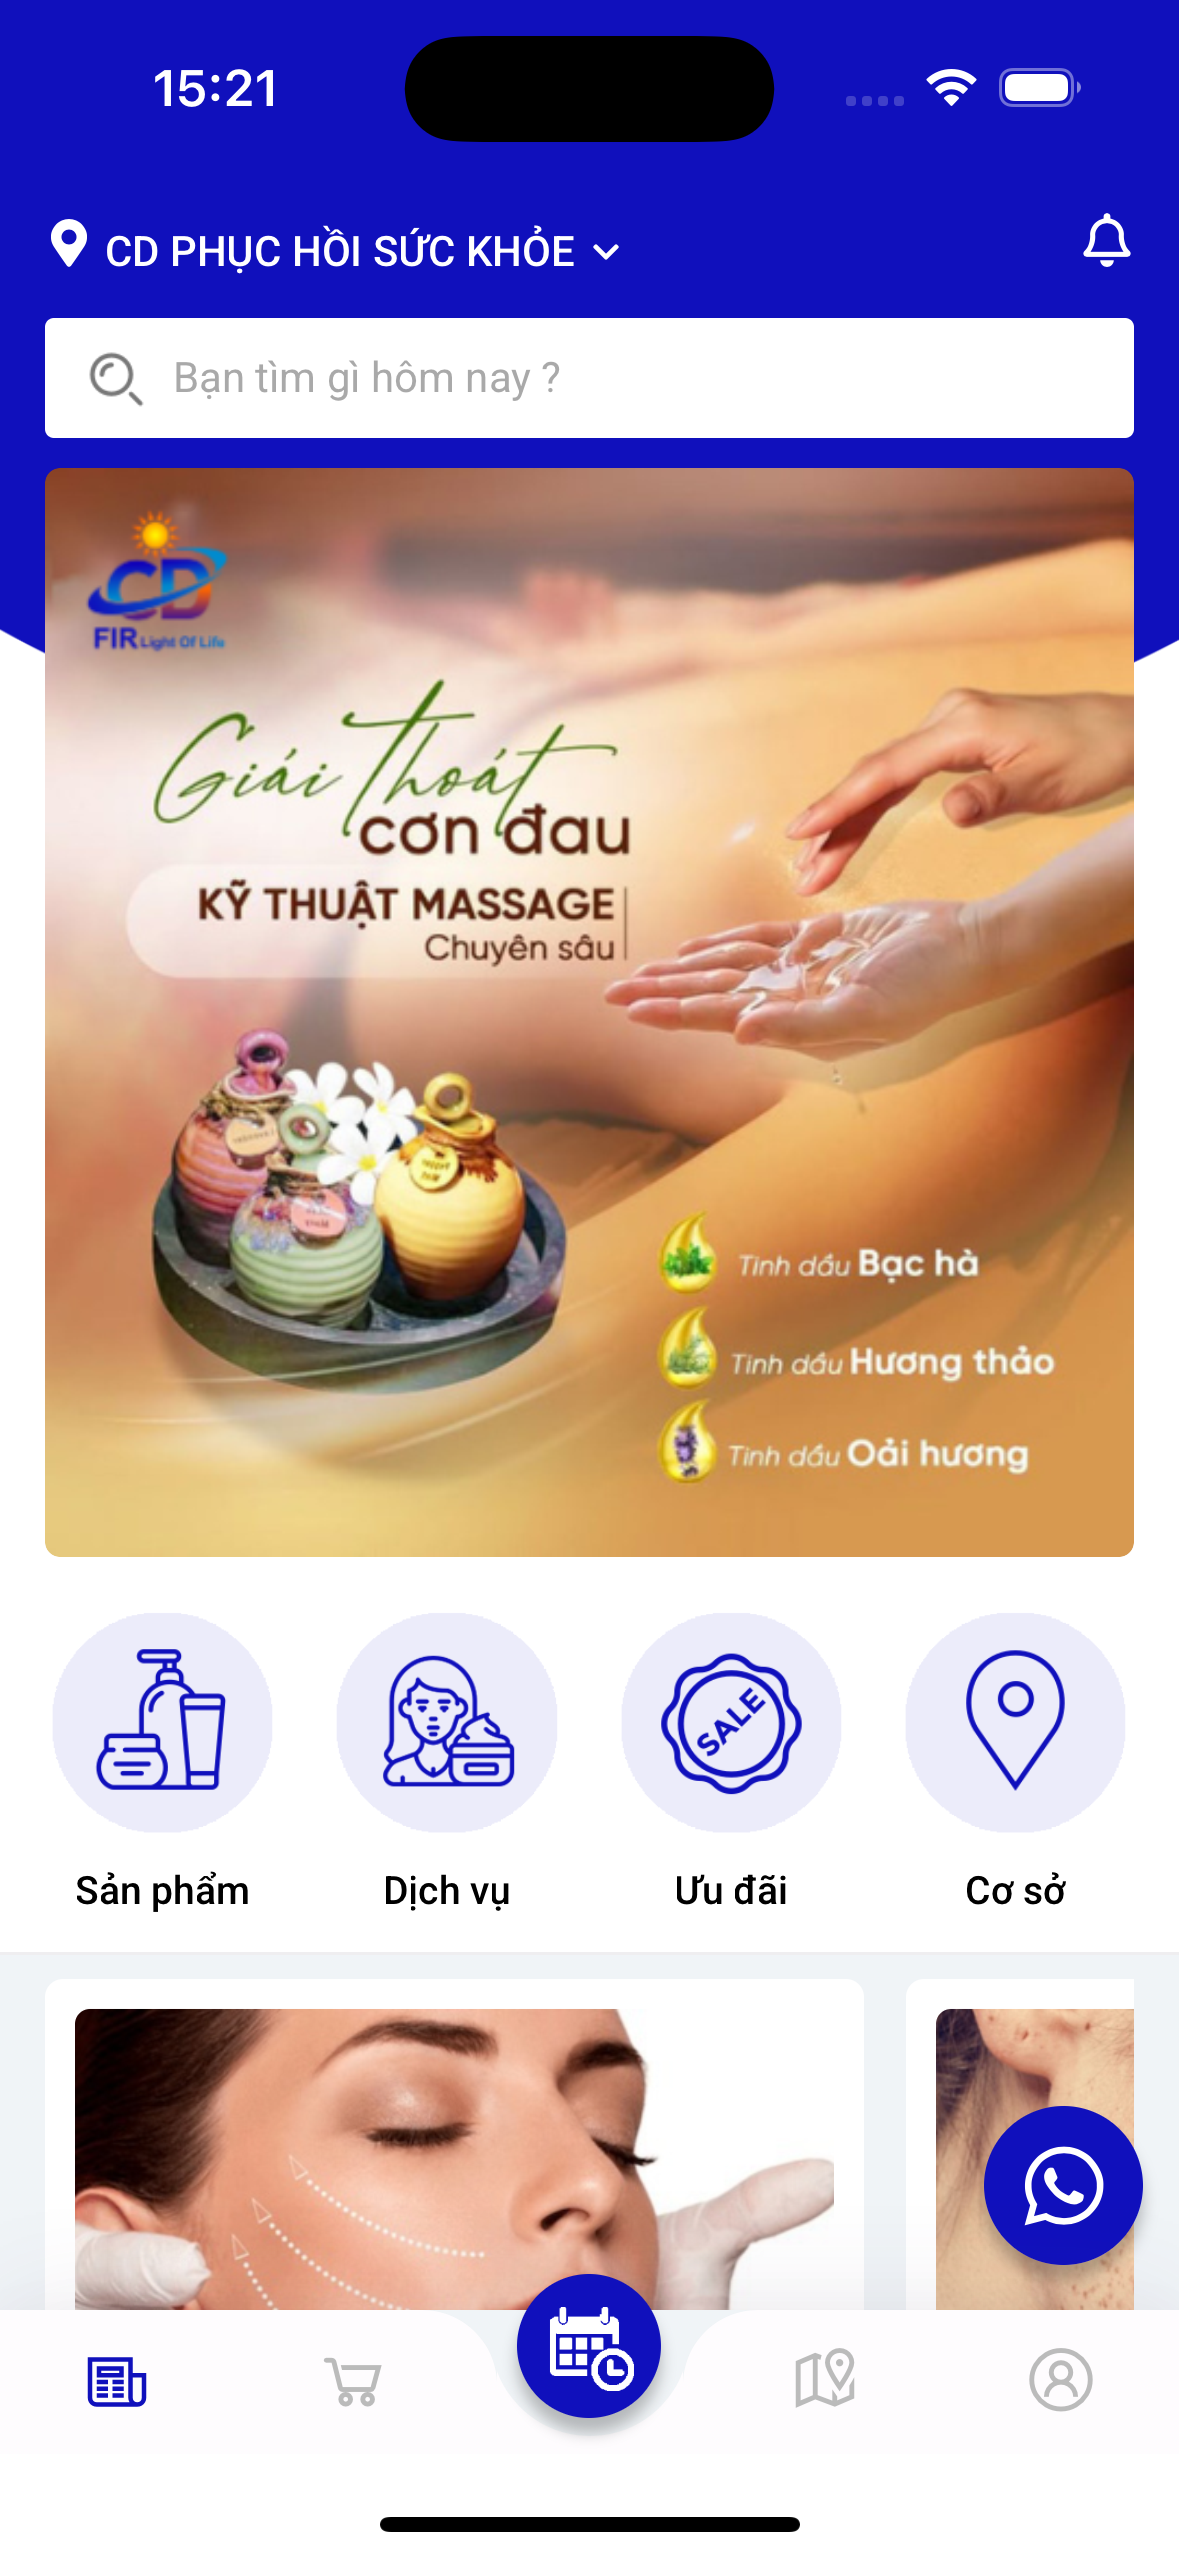 15:21
CD PHỤC HỒI SỨC KHỎE
Bạn tìm gì hôm nay ?
CD
FIR Light Of Life
Giải Thoát
cơn đau
KỸ THUẬT MASSAGE
Chuyên sâu
Tinh dầu Bạc hà
Tinh dầu Hương thảo
Tinh dầu Oải hương
SALE
Sản phẩm
Dịch vụ
Ưu đãi
Cơ sở